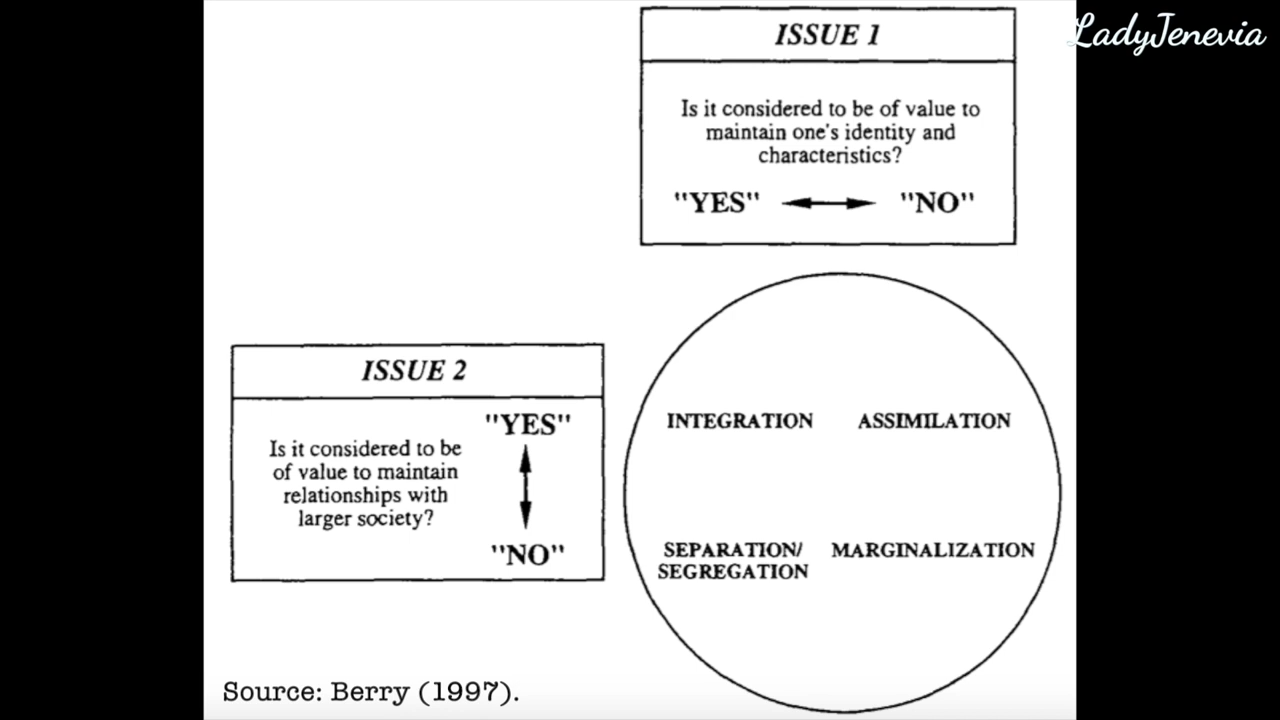 LadyJenevia
ISSUE 1
Is it considered to be of value to
maintain one's identity and
characteristics?
"YES" "NO"
ISSUE 2
"YES"
Is it considered to be
of value to maintain
relationships with
larger society?
"NO"
INTEGRATION ASSIMILATION
SEPARATION/ MARGINALIZATION
SEGREGATION
Source: Berry (1997).